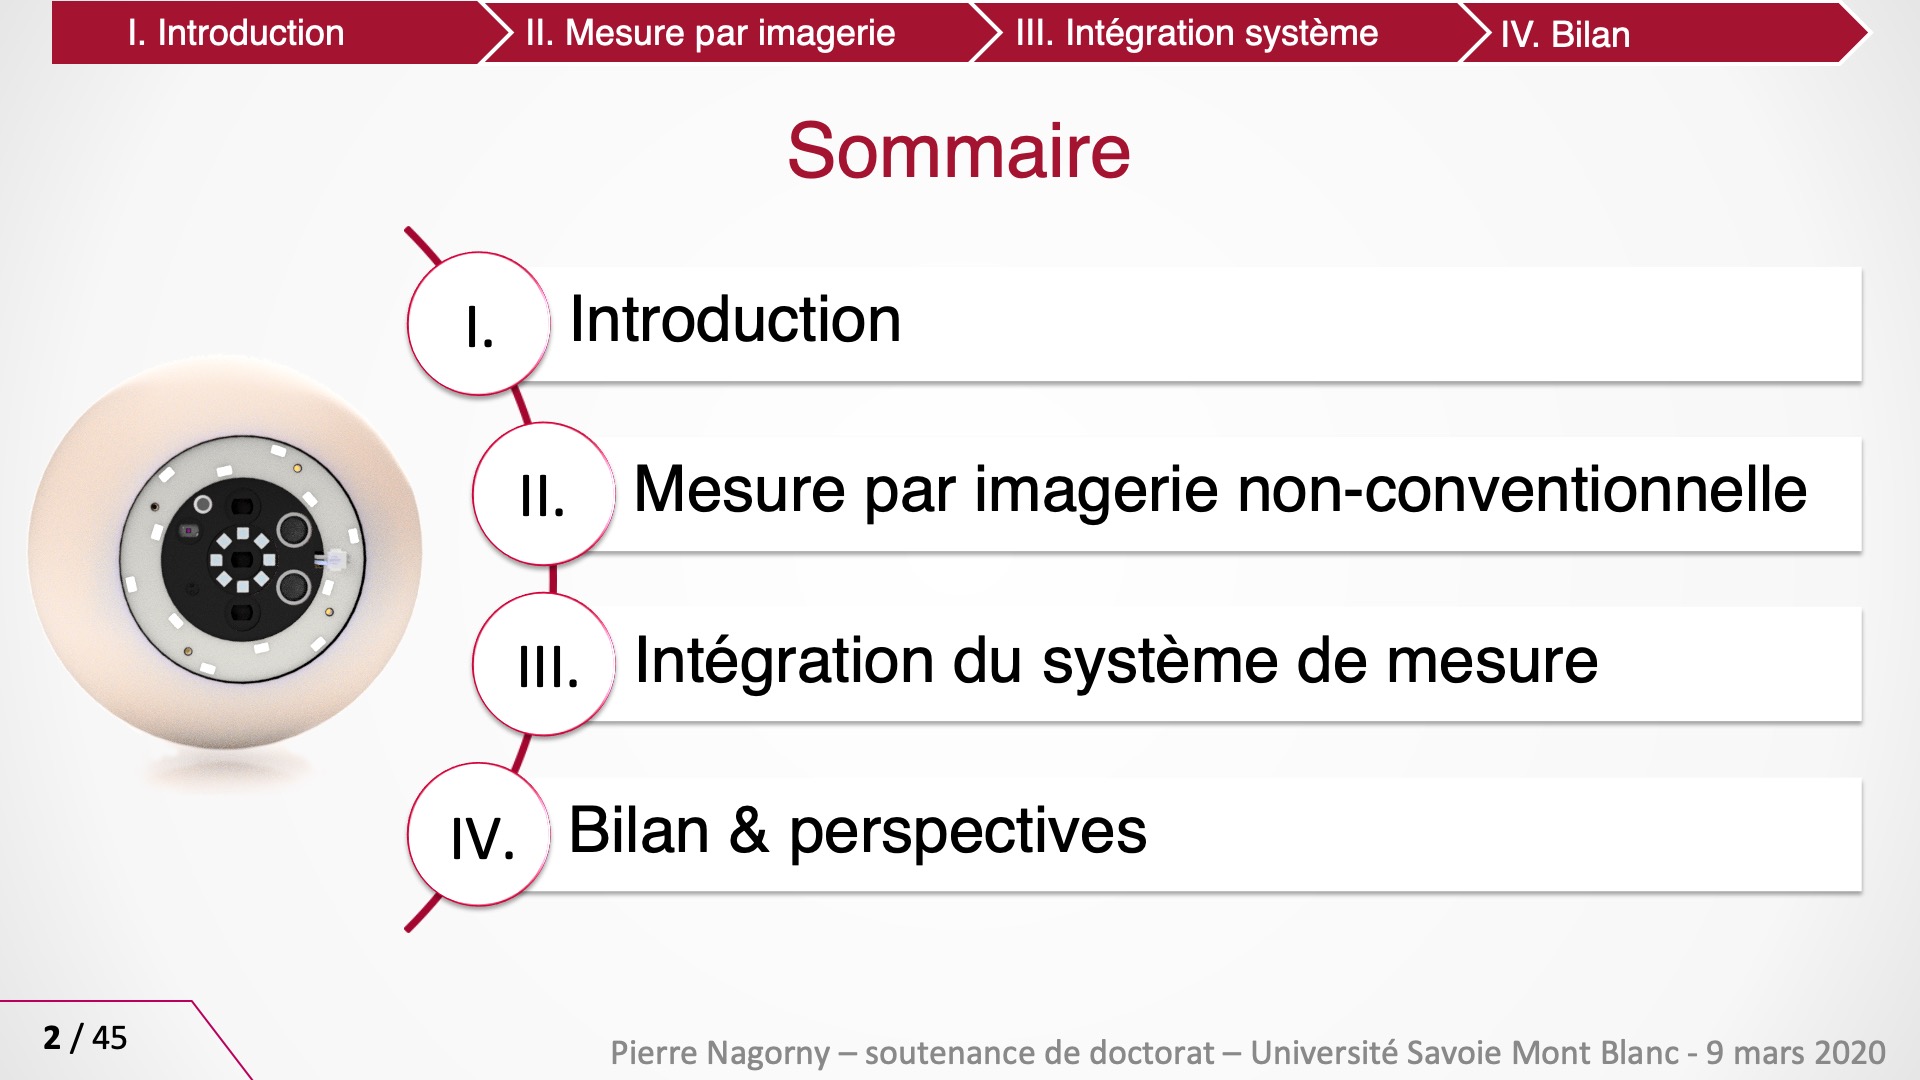 I. Introduction
II. Mesure par imagerie
III. Intégration système
IV. Bilan
Sommaire
I. Introduction
II. Mesure par imagerie non-conventionnelle
III. Intégration du système de mesure
IV. Bilan & perspectives
2 / 45
Pierre Nagorny – soutenance de doctorat – Université Savoie Mont Blanc - 9 mars 2020